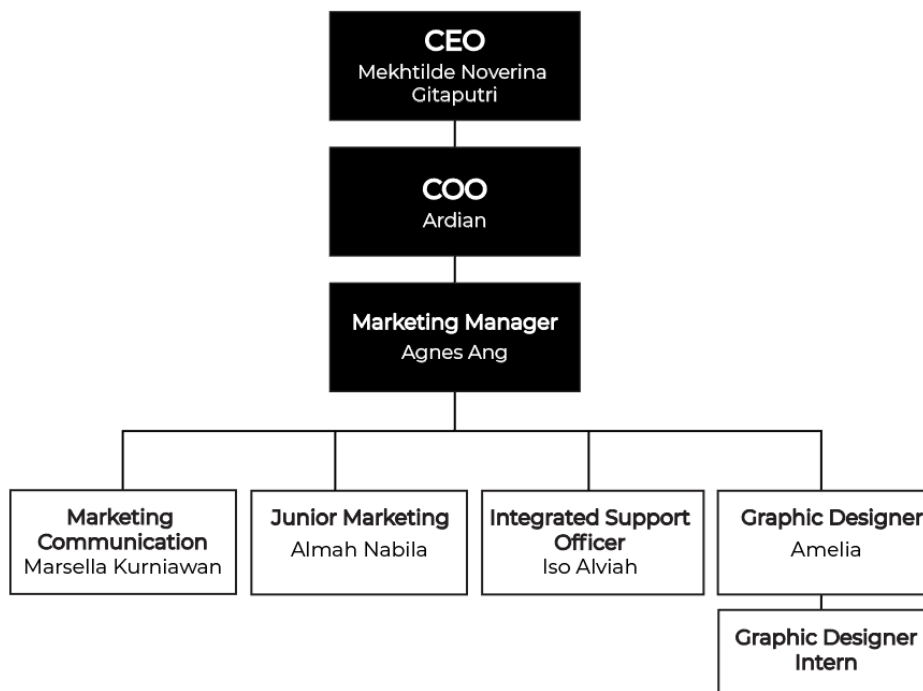 CEO
Mekhtilde Noverina
Gitaputri
COO
Ardian
Marketing Manager
Agnes Ang
Marketing
Communication
Marsella Kurniawan
Junior Marketing
Almah Nabila
Integrated Support
Officer
Iso Alviah
Graphic Designer
Amelia
Graphic Designer
Intern